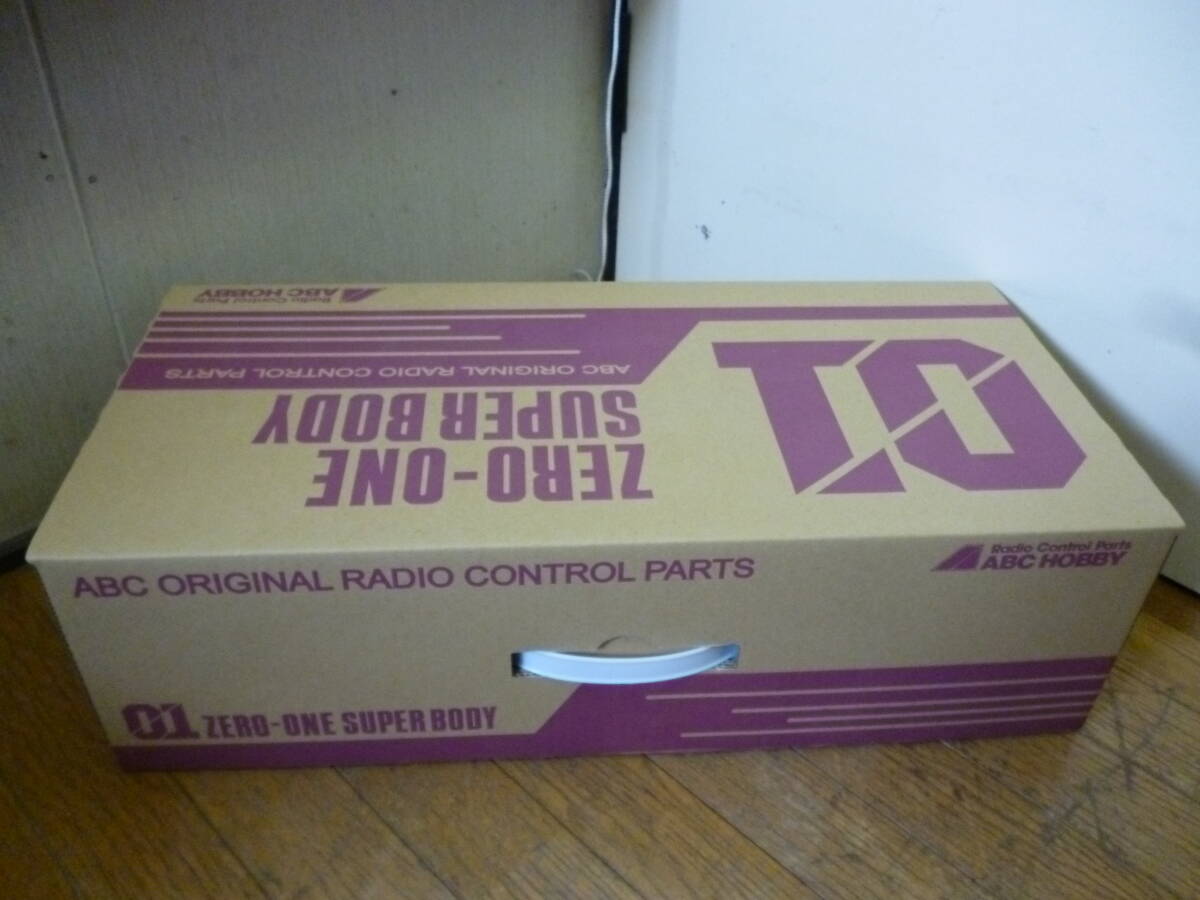 Radio Control Parts
ABC HOBBY
ABC ORIGINAL RADIO CONTROL PARTS
01
ZERO-ONE
SUPER BODY
ABC ORIGINAL RADIO CONTROL PARTS
Radio Control Parts
ABC HOBBY
01 ZERO-ONE SUPER BODY